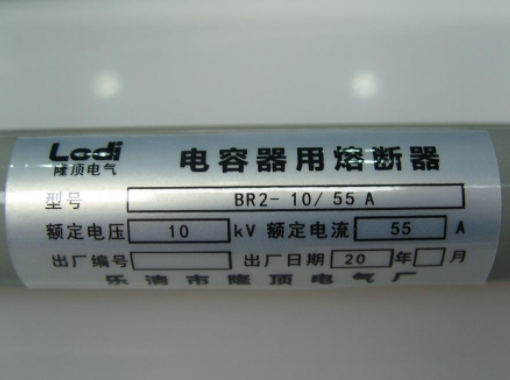 Ledi 电容器用熔断器
隆顶电气
型号 BR2-10/55A
额定电压 10 kV 额定电流 55 A
出厂编号 出厂日期 20 年 月
乐清市隆顶电气厂